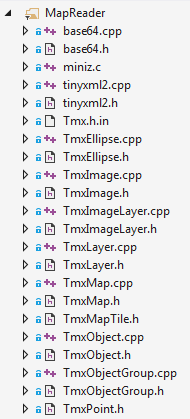 MapReader
base64.cpp
base64.h
miniz.c
tinyxml2.cpp
tinyxml2.h
Tmx.h.in
TmxEllipse.cpp
TmxEllipse.h
TmxImage.cpp
TmxImage.h
TmxImageLayer.cpp
TmxImageLayer.h
TmxLayer.cpp
TmxLayer.h
TmxMap.cpp
TmxMap.h
TmxMapTile.h
TmxObject.cpp
TmxObject.h
TmxObjectGroup.cpp
TmxObjectGroup.h
TmxPoint.h